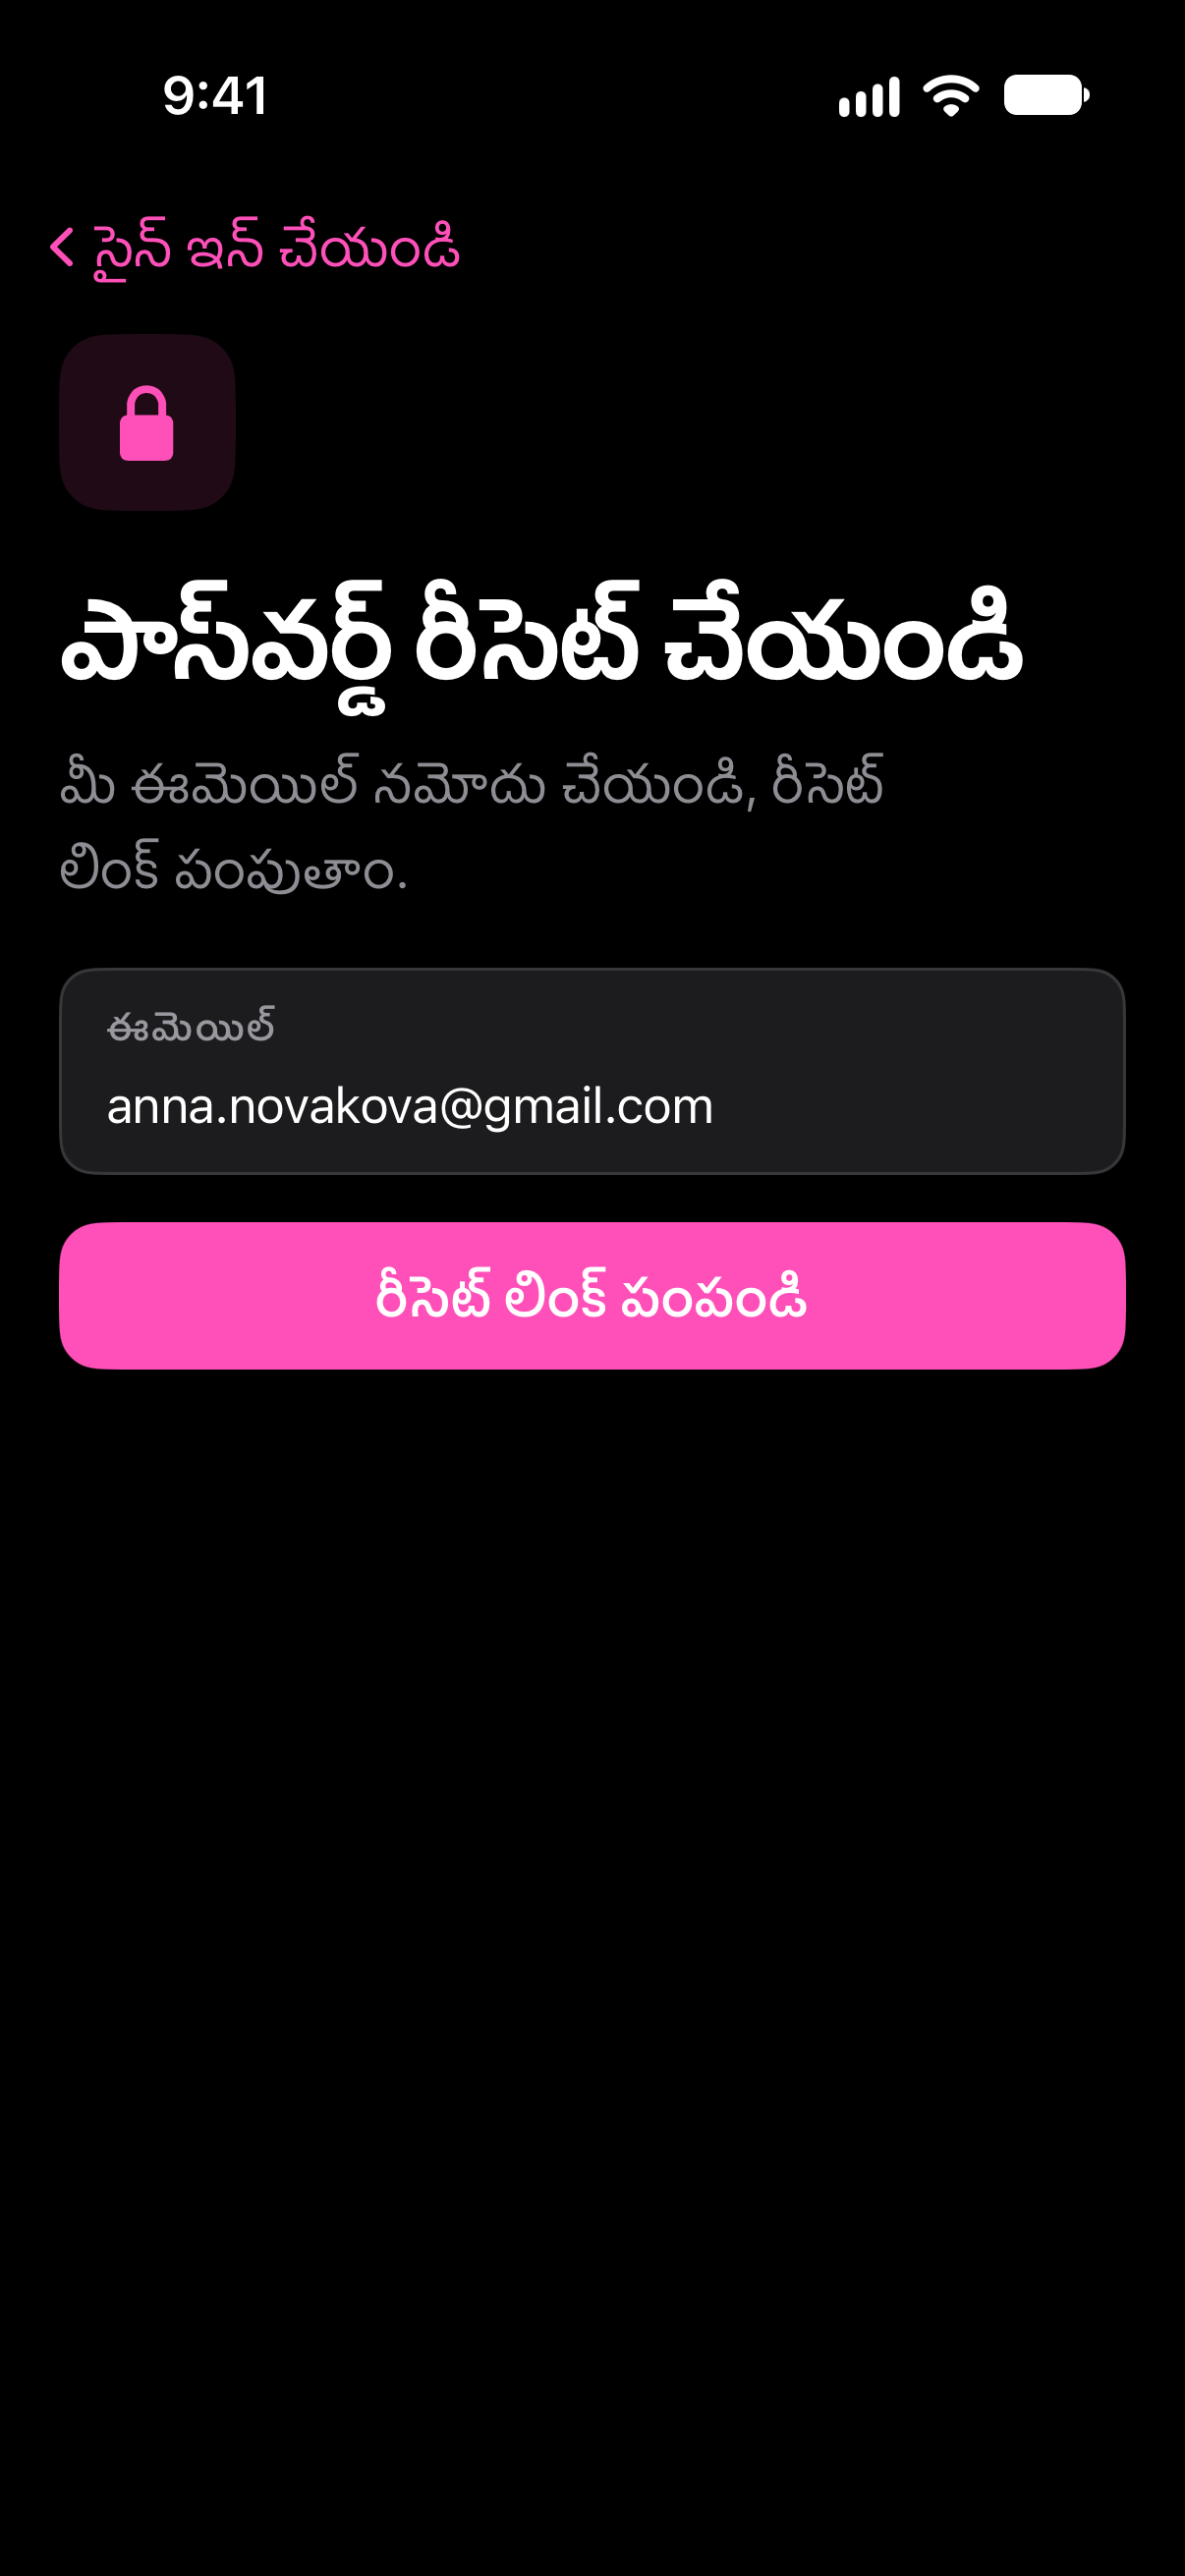 9:41
సైన్ ఇన్ చేయండి
పాస్‌వర్డ్ రీసెట్ చేయండి
మీ ఈమెయిల్ నమోదు చేయండి, రీసెట్
లింక్ పంపుతాం.
ఈమెయిల్
anna.novakova@gmail.com
రీసెట్ లింక్ పంపండి